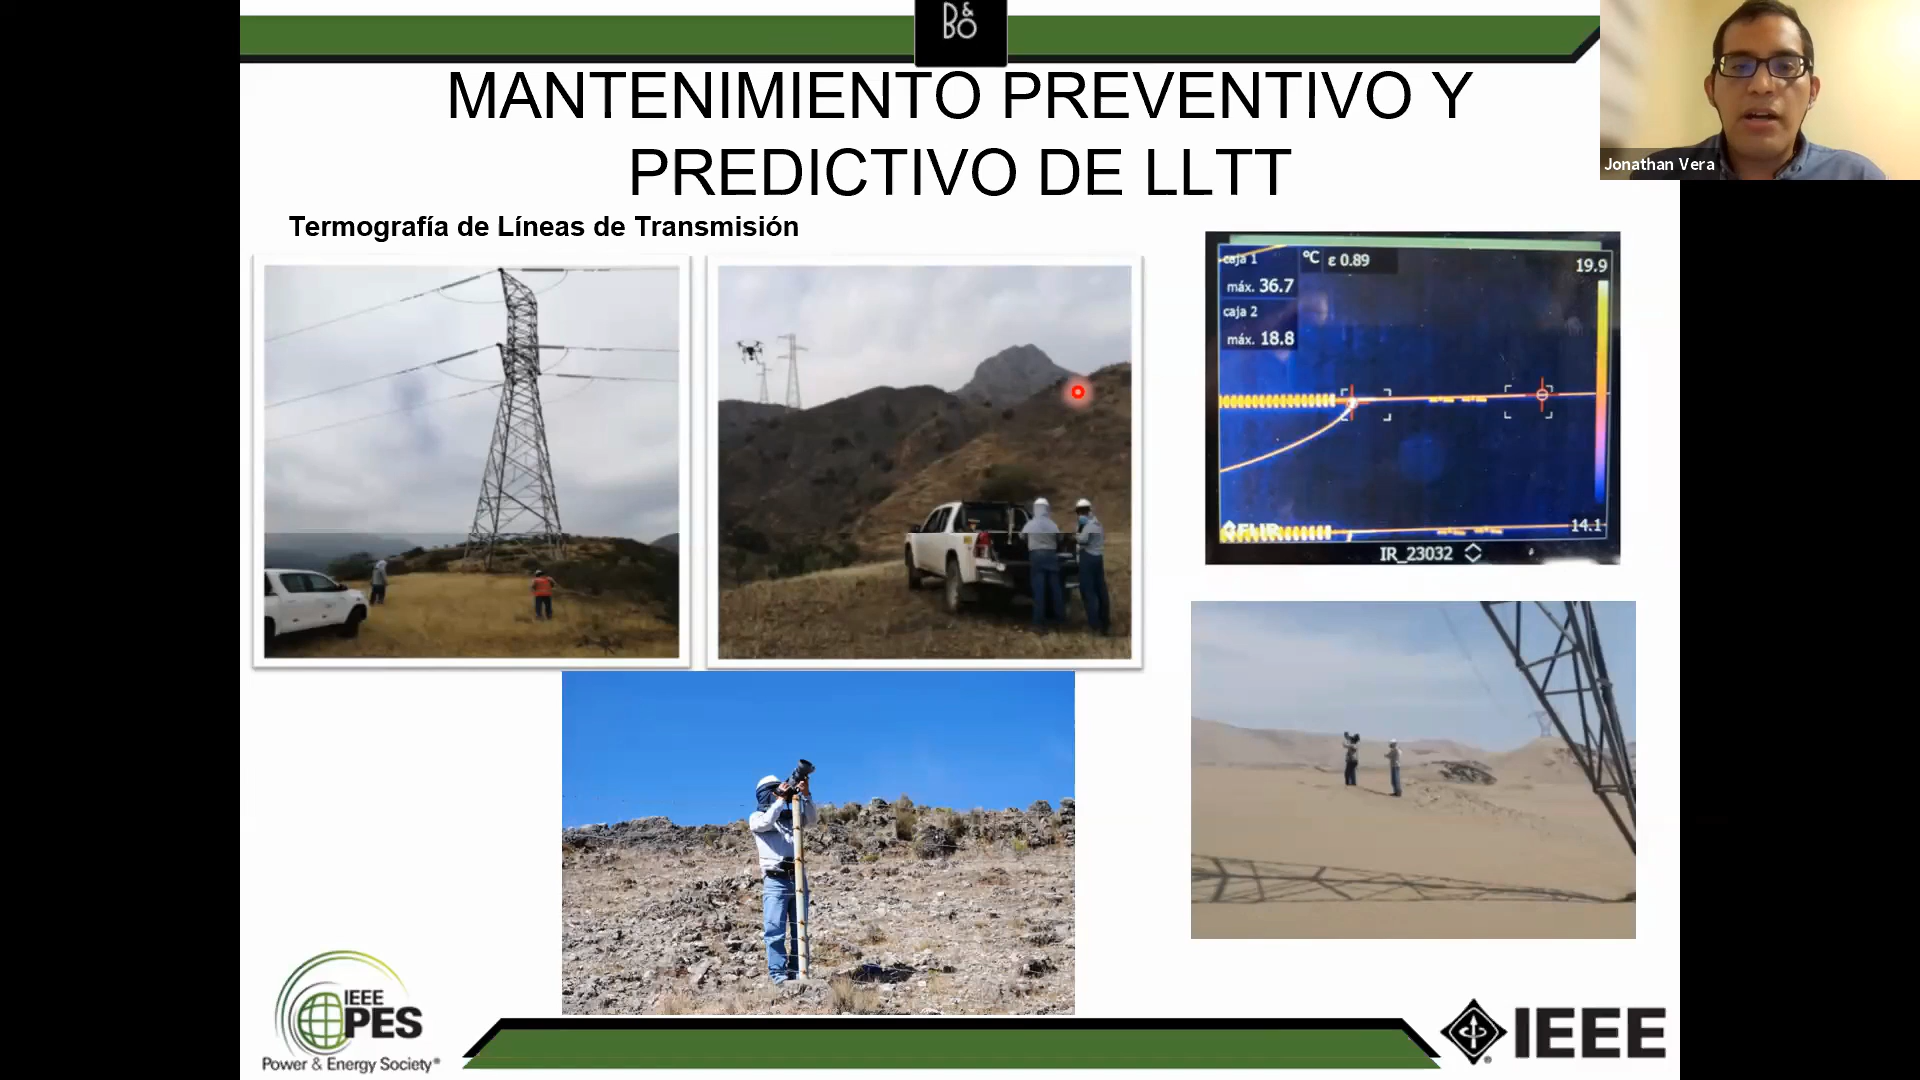 B&O
MANTENIMIENTO PREVENTIVO Y
PREDICTIVO DE LLTT
Jonathan Vera
Termografía de Líneas de Transmisión
caja 1
°C ε 0.89
19.9
máx. 36.7
caja 2
máx. 18.8
FLIR
14.1
IR_23032
IEEE
PES
Power & Energy Society®
IEEE